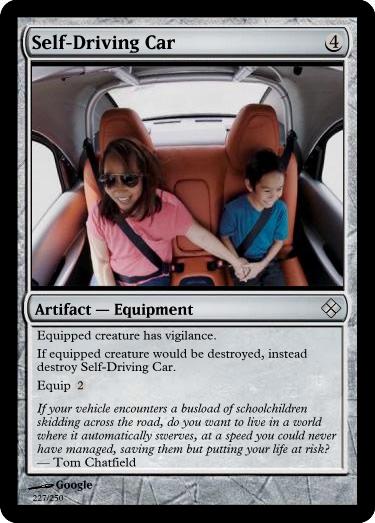 Self-Driving Car 4
Artifact — Equipment
Equipped creature has vigilance.
If equipped creature would be destroyed, instead
destroy Self-Driving Car.
Equip 2
If your vehicle encounters a busload of schoolchildren
skidding across the road, do you want to live in a world
where it automatically swerves, at a speed you could never
have managed, saving them but putting your life at risk?
— Tom Chatfield
Google
227/250